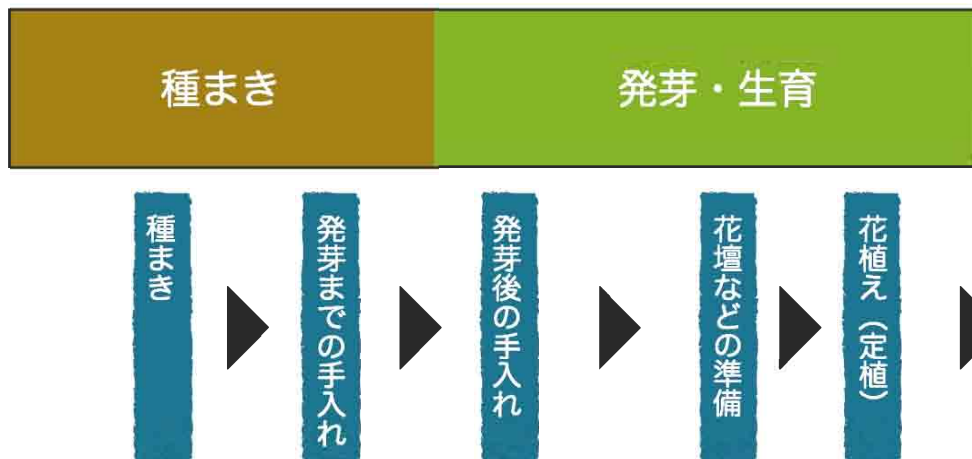 種まき
発芽・生育
種まき
発芽までの手入れ
発芽後の手入れ
花壇などの準備
花植え（定植）